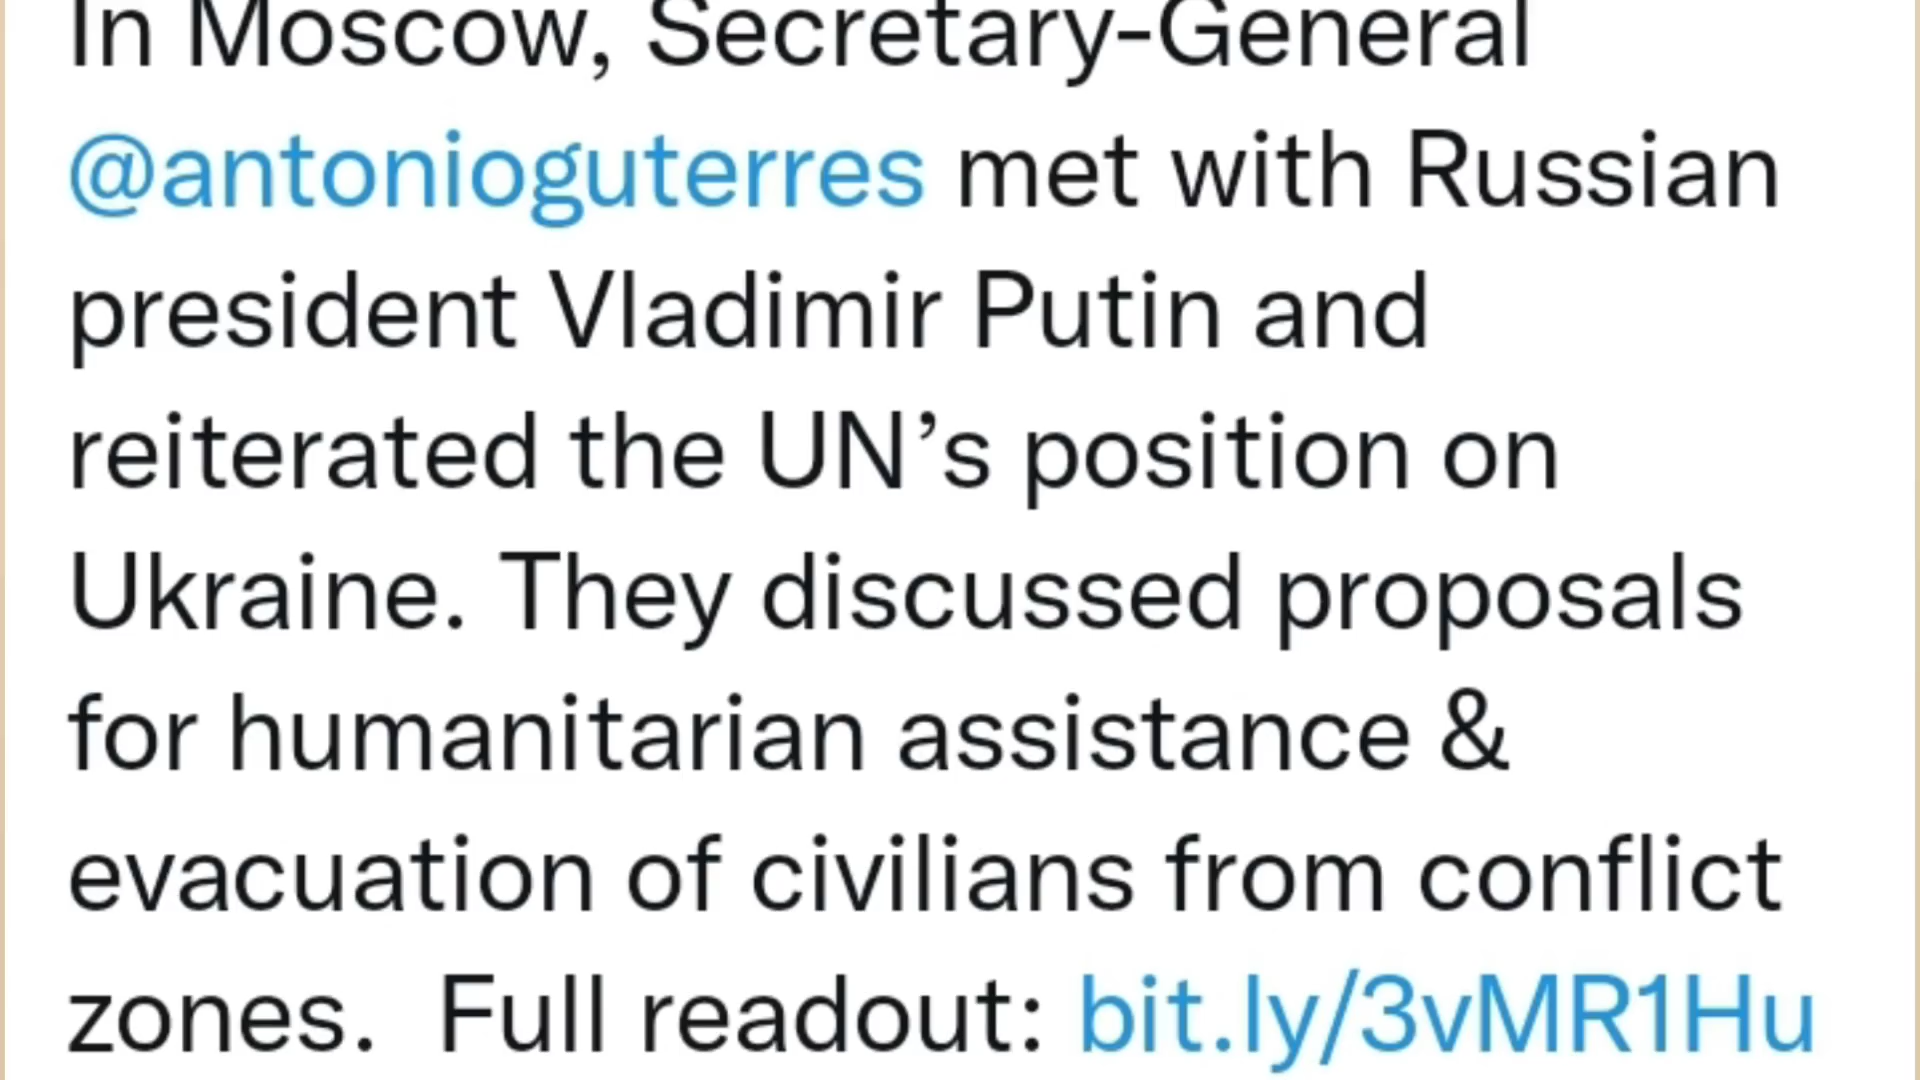 In Moscow, Secretary-General
@antonioguterres met with Russian
president Vladimir Putin and
reiterated the UN’s position on
Ukraine. They discussed proposals
for humanitarian assistance &
evacuation of civilians from conflict
zones.  Full readout: bit.ly/3vMR1Hu